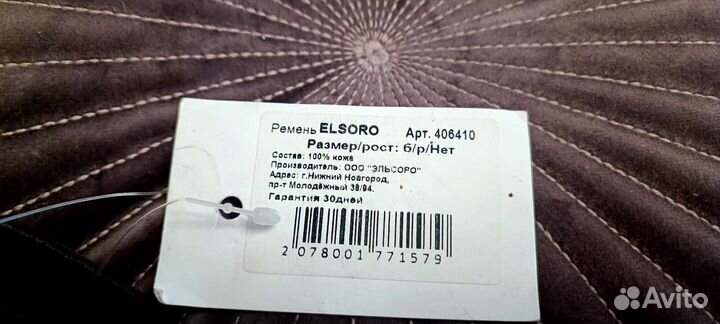 Ремень ELSORO Арт. 406410
Размер/рост: б/р/Нет
Состав: 100% кожа
Производитель: ООО "ЭЛЬСОРО"
Адрес: г.Нижний Новгород,
пр-т Молодёжный 38/94.
Гарантия 30дней
2 078001 771579
Avito